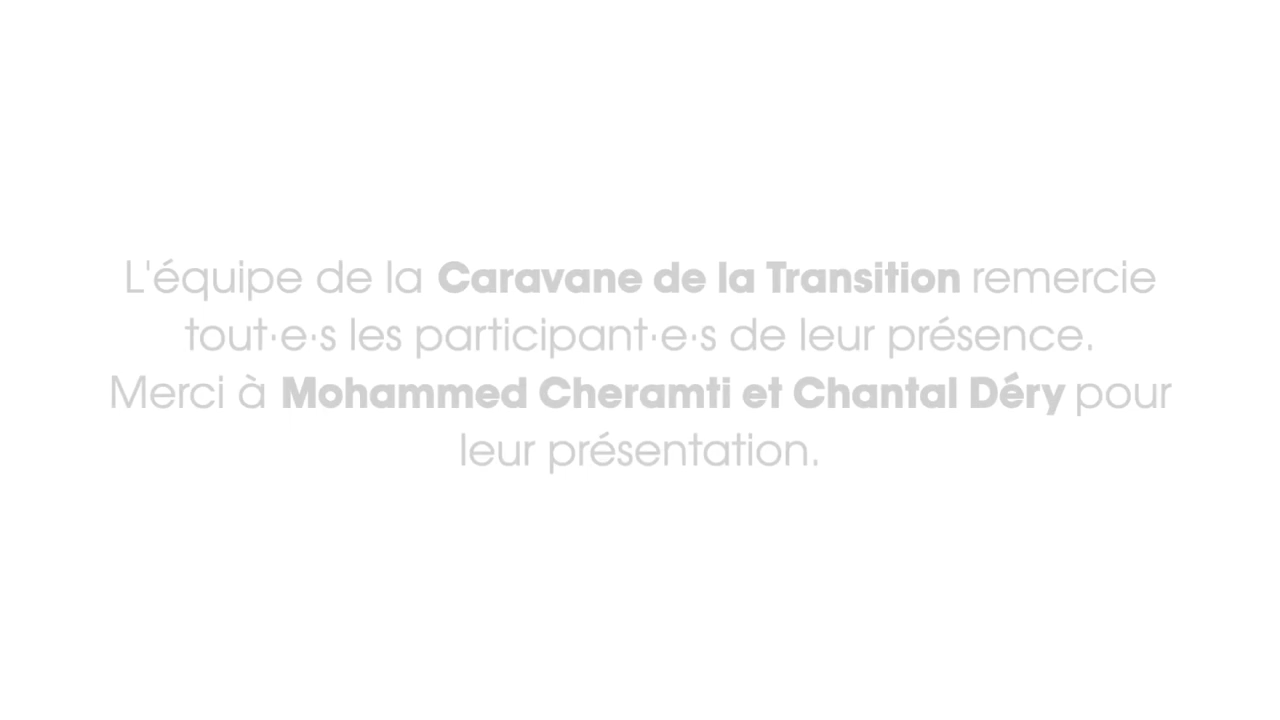 L'équipe de la Caravane de la Transition remercie
tout·e·s les participant·e·s de leur présence.
Merci à Mohammed Cheramti et Chantal Déry pour
leur présentation.